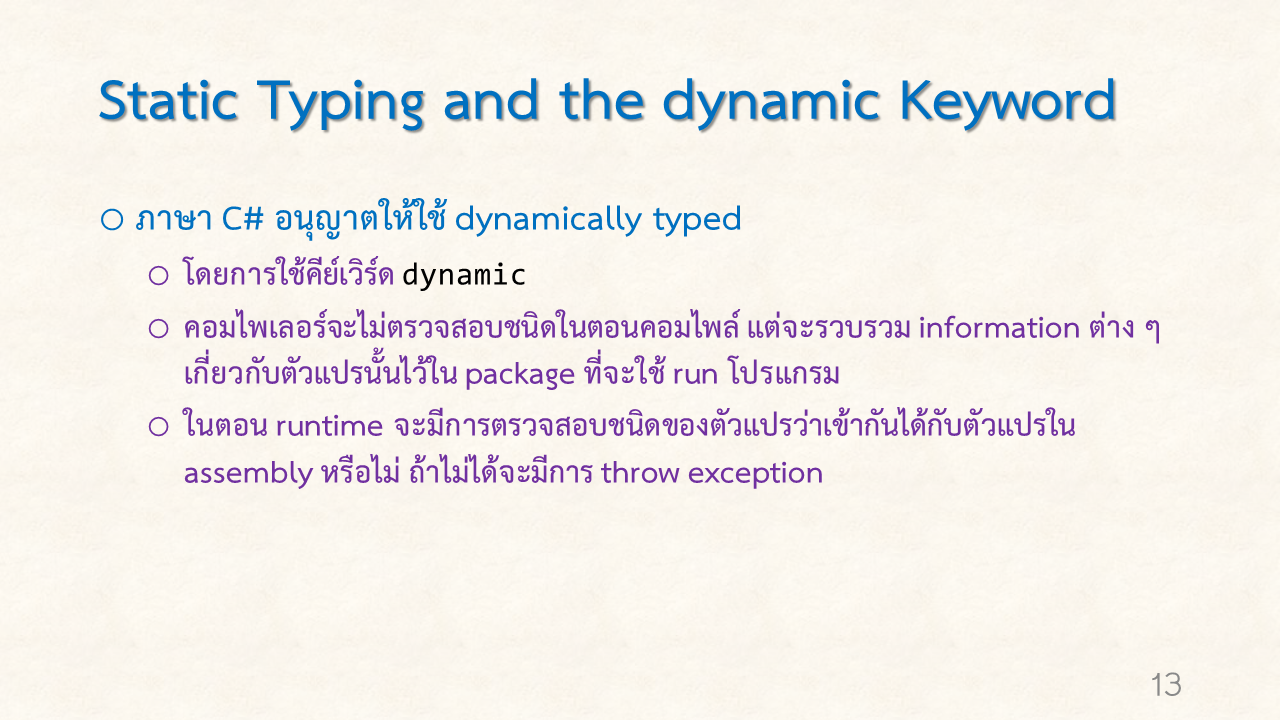 Static Typing and the dynamic Keyword
ภาษา C# อนุญาตให้ใช้ dynamically typed
โดยการใช้คีย์เวิร์ด dynamic
คอมไพเลอร์จะไม่ตรวจสอบชนิดในตอนคอมไพล์ แต่จะรวบรวม information ต่าง ๆ
เกี่ยวกับตัวแปรนั้นไว้ใน package ที่จะใช้ run โปรแกรม
ในตอน runtime จะมีการตรวจสอบชนิดของตัวแปรว่าเข้ากันได้กับตัวแปรใน
assembly หรือไม่ ถ้าไม่ได้จะมีการ throw exception
13